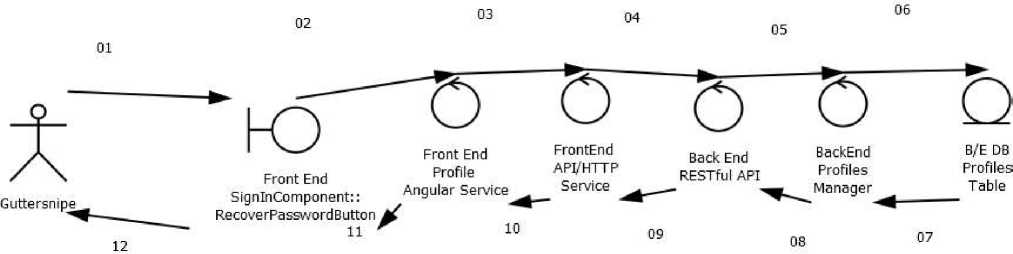 01
02
03
04
05
06
Guttersnipe
Front End
SignInComponent::
RecoverPasswordButton
Front End
Profile
Angular Service
FrontEnd
API/HTTP
Service
Back End
RESTful API
BackEnd
Profiles
Manager
B/E DB
Profiles
Table
12
11
10
09
08
07